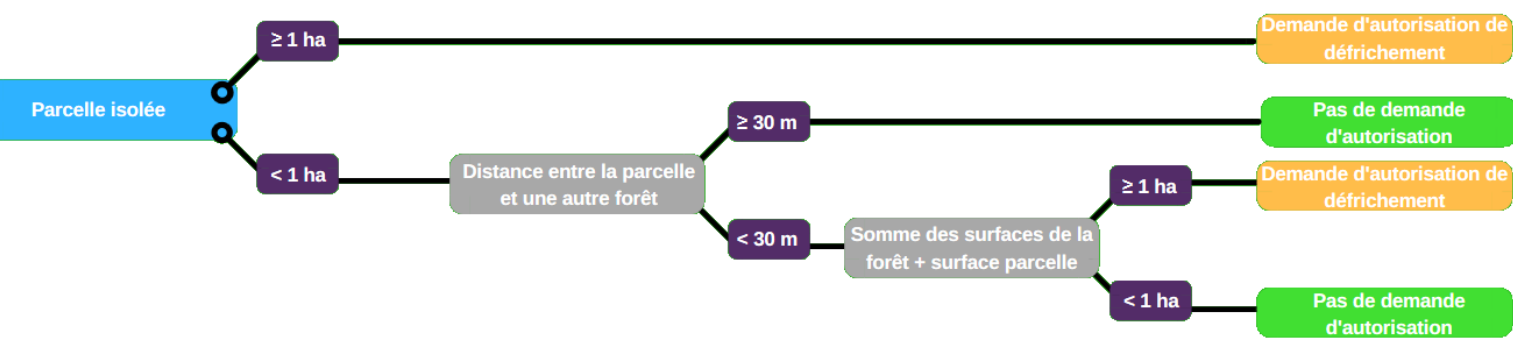 Parcelle isolée
≥ 1 ha
Demande d'autorisation de
défrichement
< 1 ha
Distance entre la parcelle
et une autre forêt
≥ 30 m
Pas de demande
d'autorisation
< 30 m
Somme des surfaces de la
forêt + surface parcelle
≥ 1 ha
Demande d'autorisation de
défrichement
< 1 ha
Pas de demande
d'autorisation